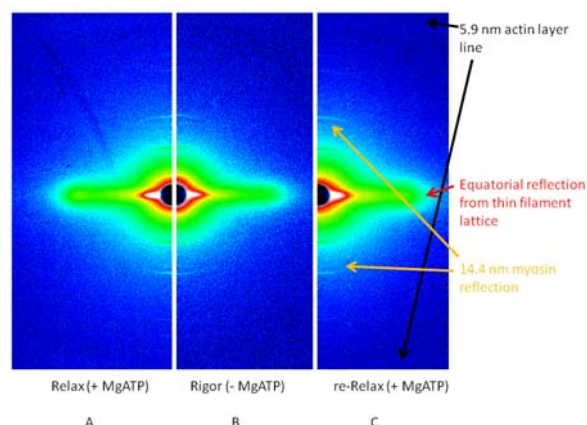 5.9 nm actin layer
line
Equatorial reflection
from thin filament
lattice
14.4 nm myosin
reflection
Relax (+ MgATP)
Rigor (- MgATP)
re-Relax (+ MgATP)
A
B
C